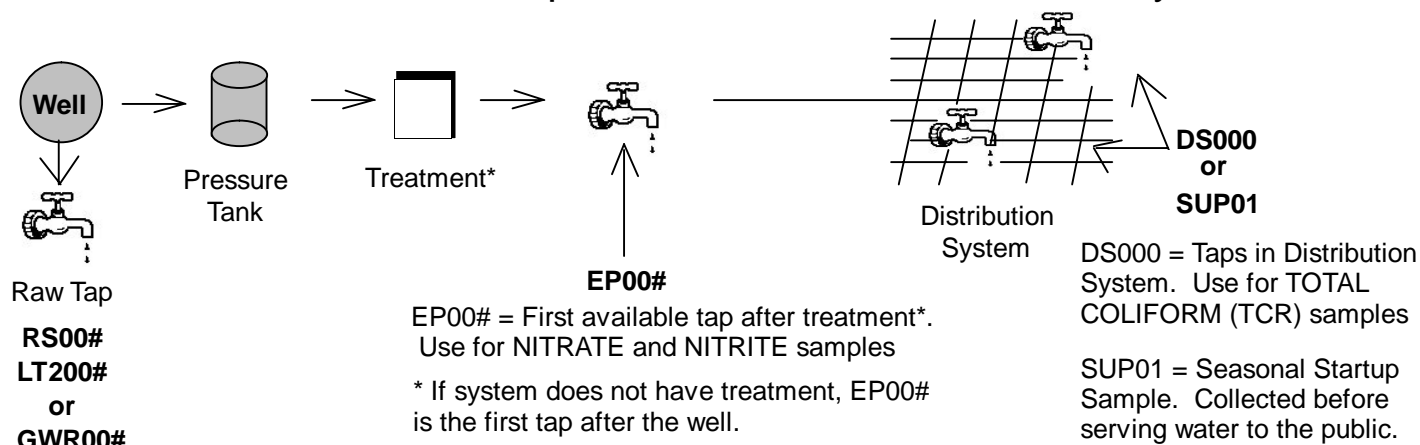 Well
Pressure
Tank
Treatment*
Raw Tap
RS00#
LT200#
or
GWR00#
EP00#
EP00# = First available tap after treatment*.
Use for NITRATE and NITRITE samples
* If system does not have treatment, EP00#
is the first tap after the well.
Distribution
System
DS000
or
SUP01
DS000 = Taps in Distribution
System. Use for TOTAL
COLIFORM (TCR) samples
SUP01 = Seasonal Startup
Sample. Collected before
serving water to the public.